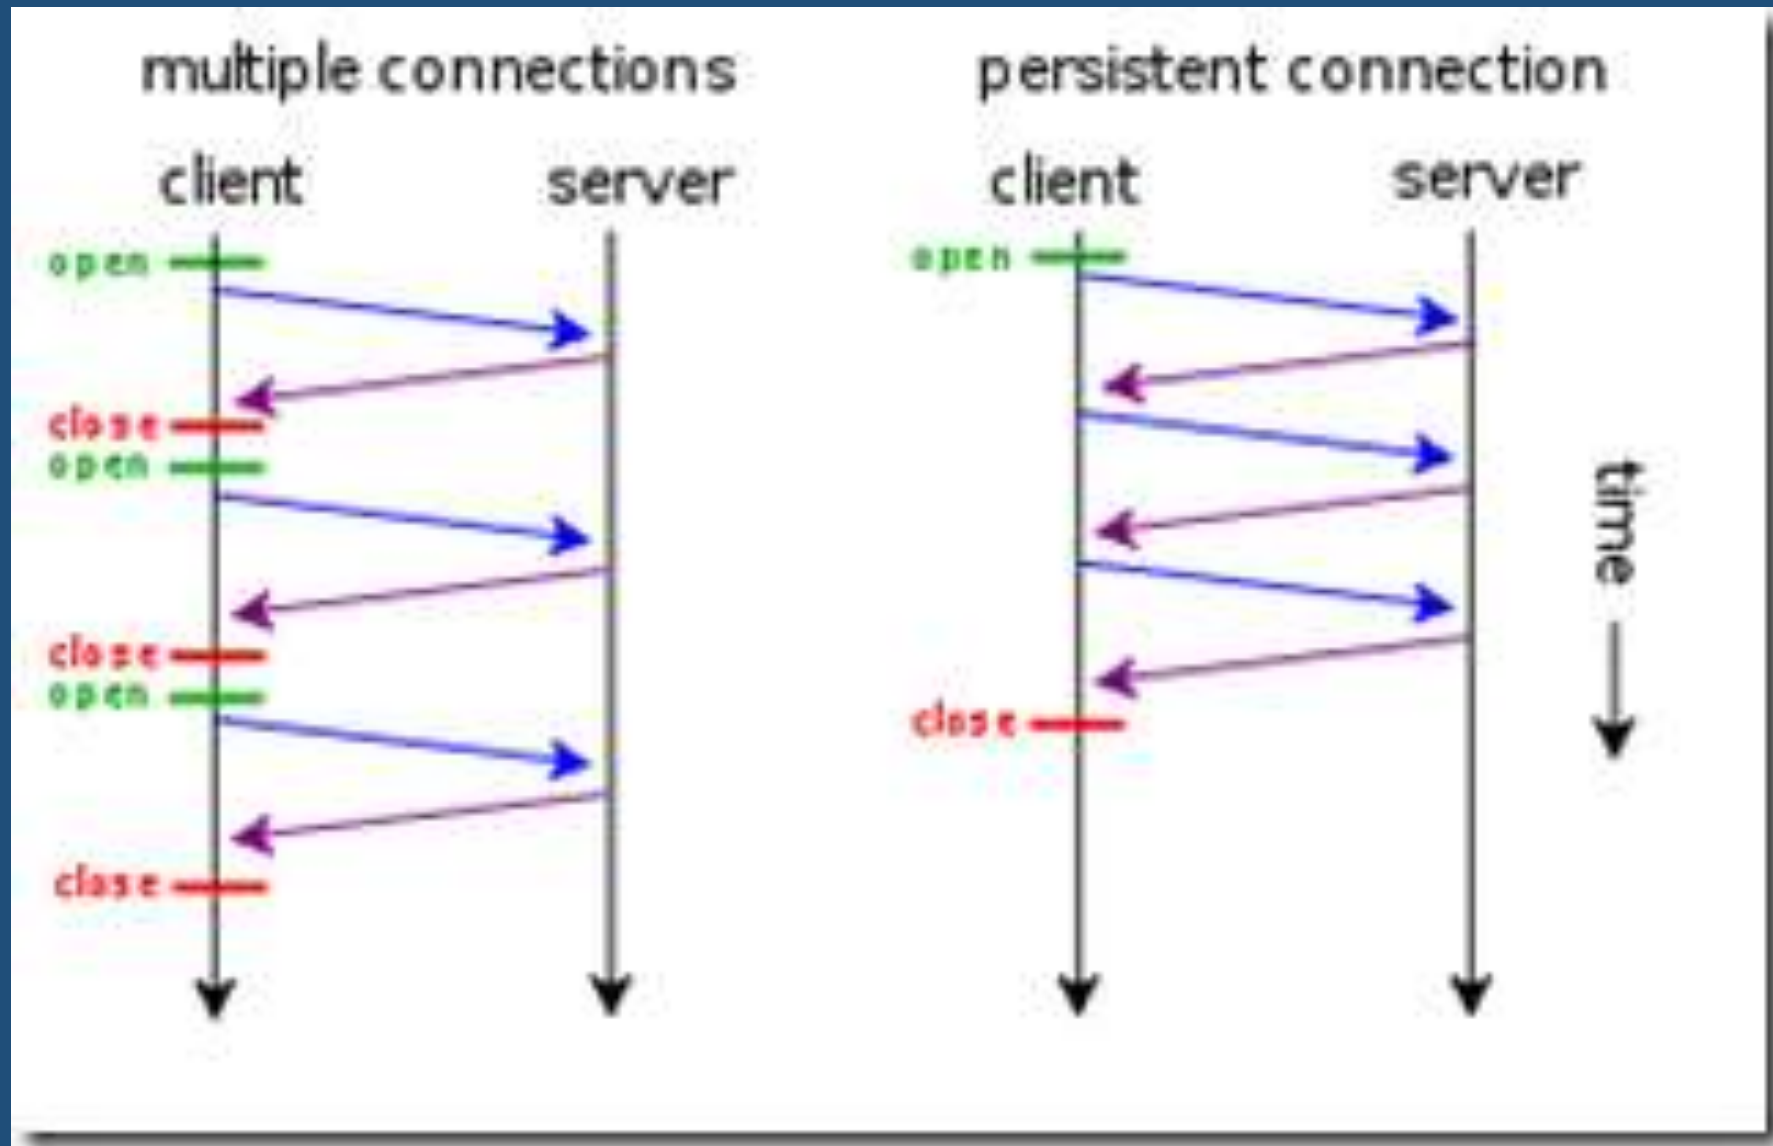 multiple connections
client server
open
close
open
close
open
close
persistent connection
client server
open
close
time